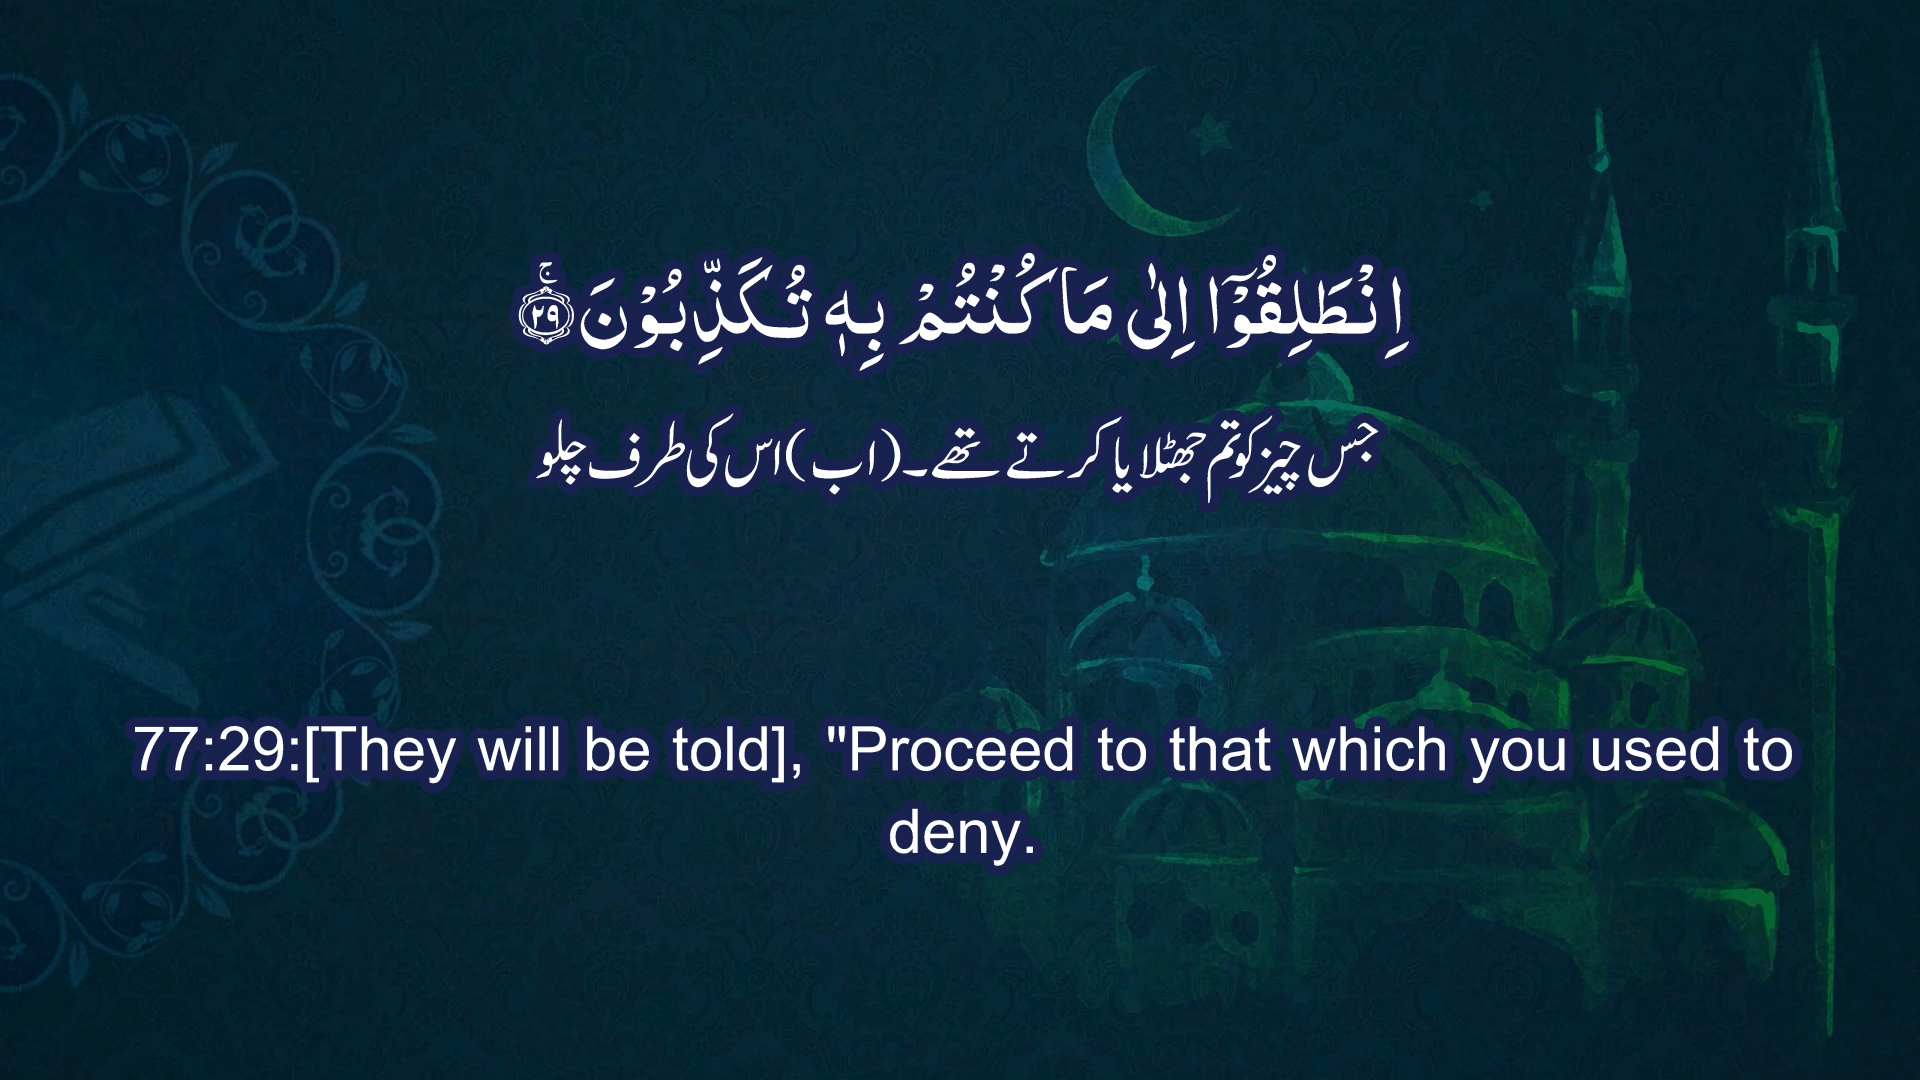 اِنْطَلِقُوْۤا اِلٰى مَا كُنْتُمْ بِهٖ تُكَذِّبُوْنَ ۚ‏﴿۲۹﴾
جس چیز کو تم جھٹلایا کرتے تھے۔ (اب) اس کی طرف چلو
77:29:[They will be told], "Proceed to that which you used to
deny.